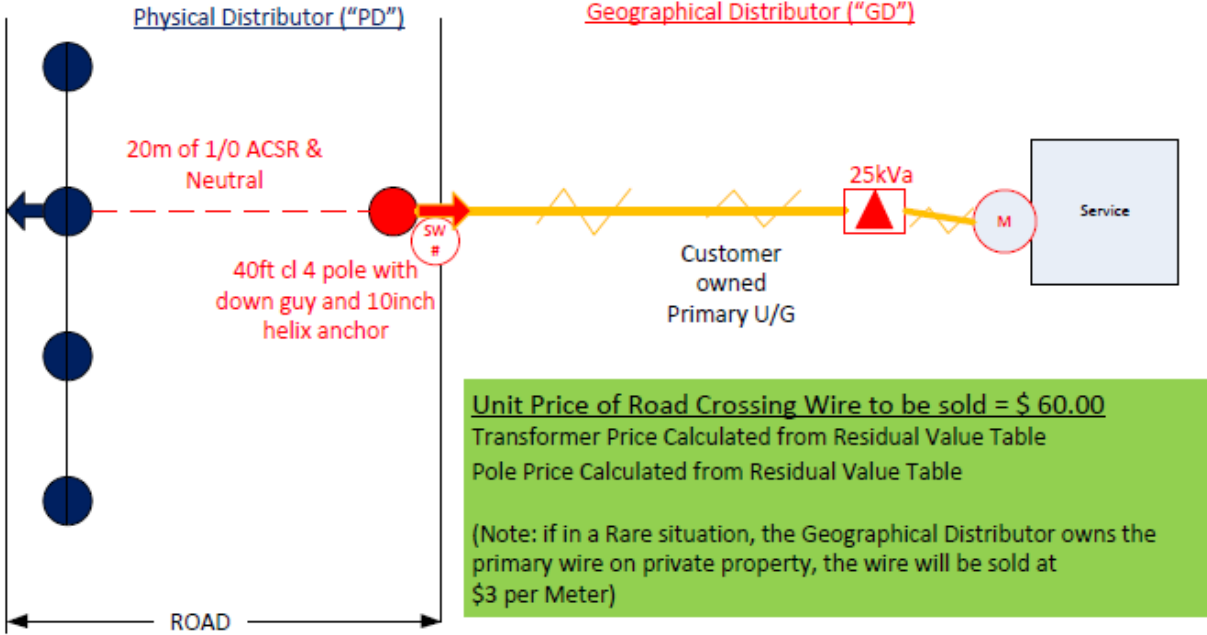 Physical Distributor (“PD”)
Geographical Distributor (“GD”)
20m of 1/0 ACSR &
Neutral
SW
#
40ft cl 4 pole with
down guy and 10inch
helix anchor
25kVa
M
Service
Customer
owned
Primary U/G
Unit Price of Road Crossing Wire to be sold = $ 60.00
Transformer Price Calculated from Residual Value Table
Pole Price Calculated from Residual Value Table
(Note: if in a Rare situation, the Geographical Distributor owns the
primary wire on private property, the wire will be sold at
$3 per Meter)
ROAD